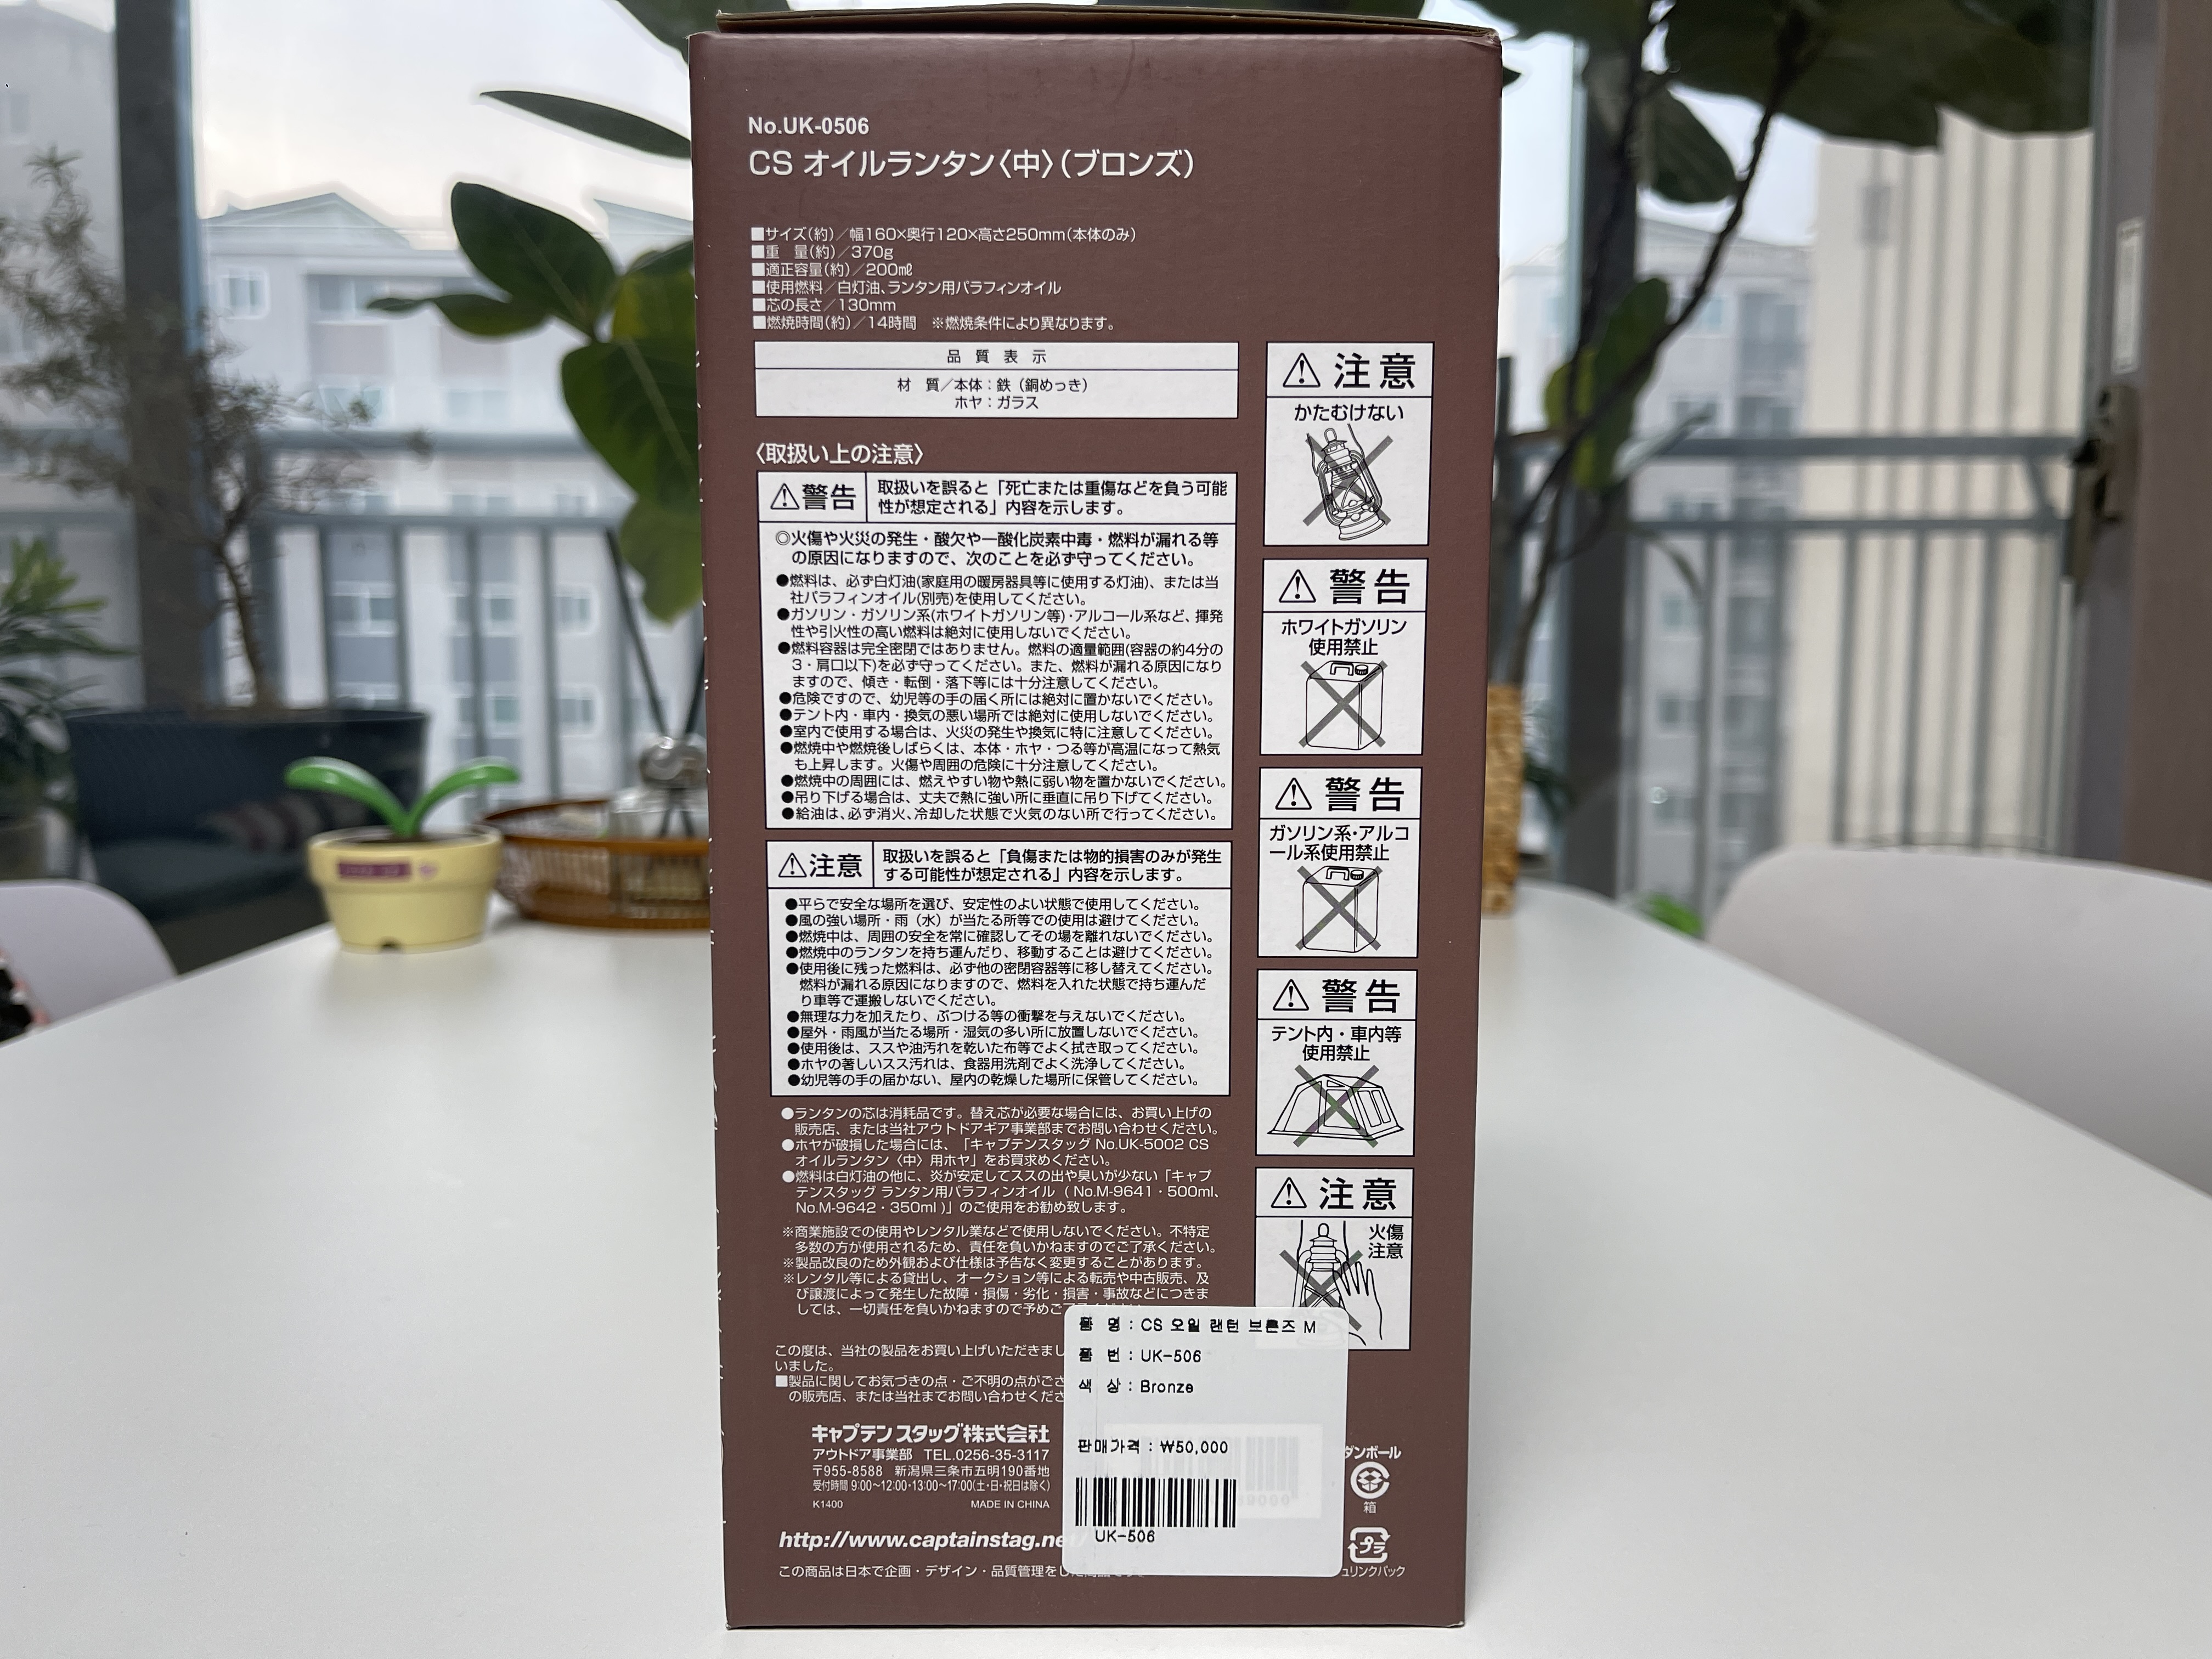 No.UK-0506
CS オイルランタン〈中〉（ブロンズ）
■サイズ（約）／幅160×奥行120×高さ250mm（本体のみ）
■重　量（約）／370g
■適正容量（約）／200㎖
■使用燃料／白灯油、ランタン用パラフィンオイル
■芯の長さ／130mm
■燃焼時間（約）／14時間　※燃焼条件により異なります。
品 質 表 示
材　質／本体：鉄（銅めっき）
ホヤ：ガラス
〈取扱い上の注意〉
⚠警告
取扱いを誤ると「死亡または重傷などを負う可能
性が想定される」内容を示します。
◎火傷や火災の発生・酸欠や一酸化炭素中毒・燃料が漏れる等
の原因になりますので、次のことを必ず守ってください。
●燃料は、必ず白灯油(家庭用の暖房器具等に使用する灯油)、または当
社パラフィンオイル(別売)を使用してください。
●ガソリン・ガソリン系(ホワイトガソリン等)・アルコール系など、揮発
性や引火性の高い燃料は絶対に使用しないでください。
●燃料容器は完全密閉ではありません。燃料の適量範囲(容器の約4分の
3・肩口以下)を必ず守ってください。また、燃料が漏れる原因になり
ますので、傾き・転倒・落下等には十分注意してください。
●危険ですので、幼児等の手の届く所には絶対に置かないでください。
●テント内・車内・換気の悪い場所では絶対に使用しないでください。
●室内で使用する場合は、火災の発生や換気に特に注意してください。
●燃焼中や燃焼後しばらくは、本体・ホヤ・つる等が高温になって熱気
も上昇します。火傷や周囲の危険に十分注意してください。
●燃焼中の周囲には、燃えやすい物や熱に弱い物を置かないでください。
●吊り下げる場合は、丈夫で熱に強い所に垂直に吊り下げてください。
●給油は、必ず消火、冷却した状態で火気のない所で行ってください。
⚠注意
取扱いを誤ると「負傷または物的損害のみが発生
する可能性が想定される」内容を示します。
●平らで安全な場所を選び、安定性のよい状態で使用してください。
●風の強い場所・雨（水）が当たる所等での使用は避けてください。
●燃焼中は、周囲の安全を常に確認してその場を離れないでください。
●燃焼中のランタンを持ち運んだり、移動することは避けてください。
●使用後に残った燃料は、必ず他の密閉容器等に移し替えてください。
燃料が漏れる原因になりますので、燃料を入れた状態で持ち運んだ
り車等で運搬しないでください。
●無理な力を加えたり、ぶつける等の衝撃を与えないでください。
●屋外・雨風が当たる場所・湿気の多い所に放置しないでください。
●使用後は、ススや油汚れを乾いた布等でよく拭き取ってください。
●ホヤの著しいスス汚れは、食器用洗剤でよく洗浄してください。
●幼児等の手の届かない、屋内の乾燥した場所に保管してください。
●ランタンの芯は消耗品です。替え芯が必要な場合には、お買い上げの
販売店、または当社アウトドアギア事業部までお問い合わせください。
●ホヤが破損した場合には、「キャプテンスタッグ No.UK-5002 CS
オイルランタン〈中〉用ホヤ」をお買求めください。
●燃料は白灯油の他に、炎が安定してススの出や臭いが少ない「キャプ
テンスタッグ ランタン用パラフィンオイル（No.M-9641・500ml、
No.M-9642・350ml）」のご使用をお勧め致します。
※商業施設での使用やレンタル業などで使用しないでください。不特定
多数の方が使用されるため、責任を負いかねますのでご了承ください。
※製品改良のため外観および仕様は予告なく変更することがあります。
※レンタル等による貸出し、オークション等による転売や中古販売、及
び譲渡によって発生した故障・損傷・劣化・損害・事故などにつきま
しては、一切責任を負いかねますので予めご
この度は、当社の製品をお買い上げいただきまし
いました。
■製品に関してお気づきの点・ご不明の点がござ
の販売店、または当社までお問い合わせくださ
キャプテンスタッグ株式会社
アウトドア事業部　TEL.0256-35-3117
〒955-8588　新潟県三条市五明190番地
受付時間 9:00〜12:00・13:00〜17:00(土・日・祝日は除く)
K1400　MADE IN CHINA
http://www.captainstag.net/
この商品は日本で企画・デザイン・品質管理をし
⚠注意
かたむけない
⚠警告
ホワイトガソリン
使用禁止
⚠警告
ガソリン系・アルコ
ール系使用禁止
⚠警告
テント内・車内等
使用禁止
⚠注意
火傷
注意
품 명 : CS 오일 랜턴 브론즈 M
품 번 : UK-506
색 상 : Bronze
판매가격 : ₩50,000
UK-506
ダンボール
箱
プラ
ュリンクパック